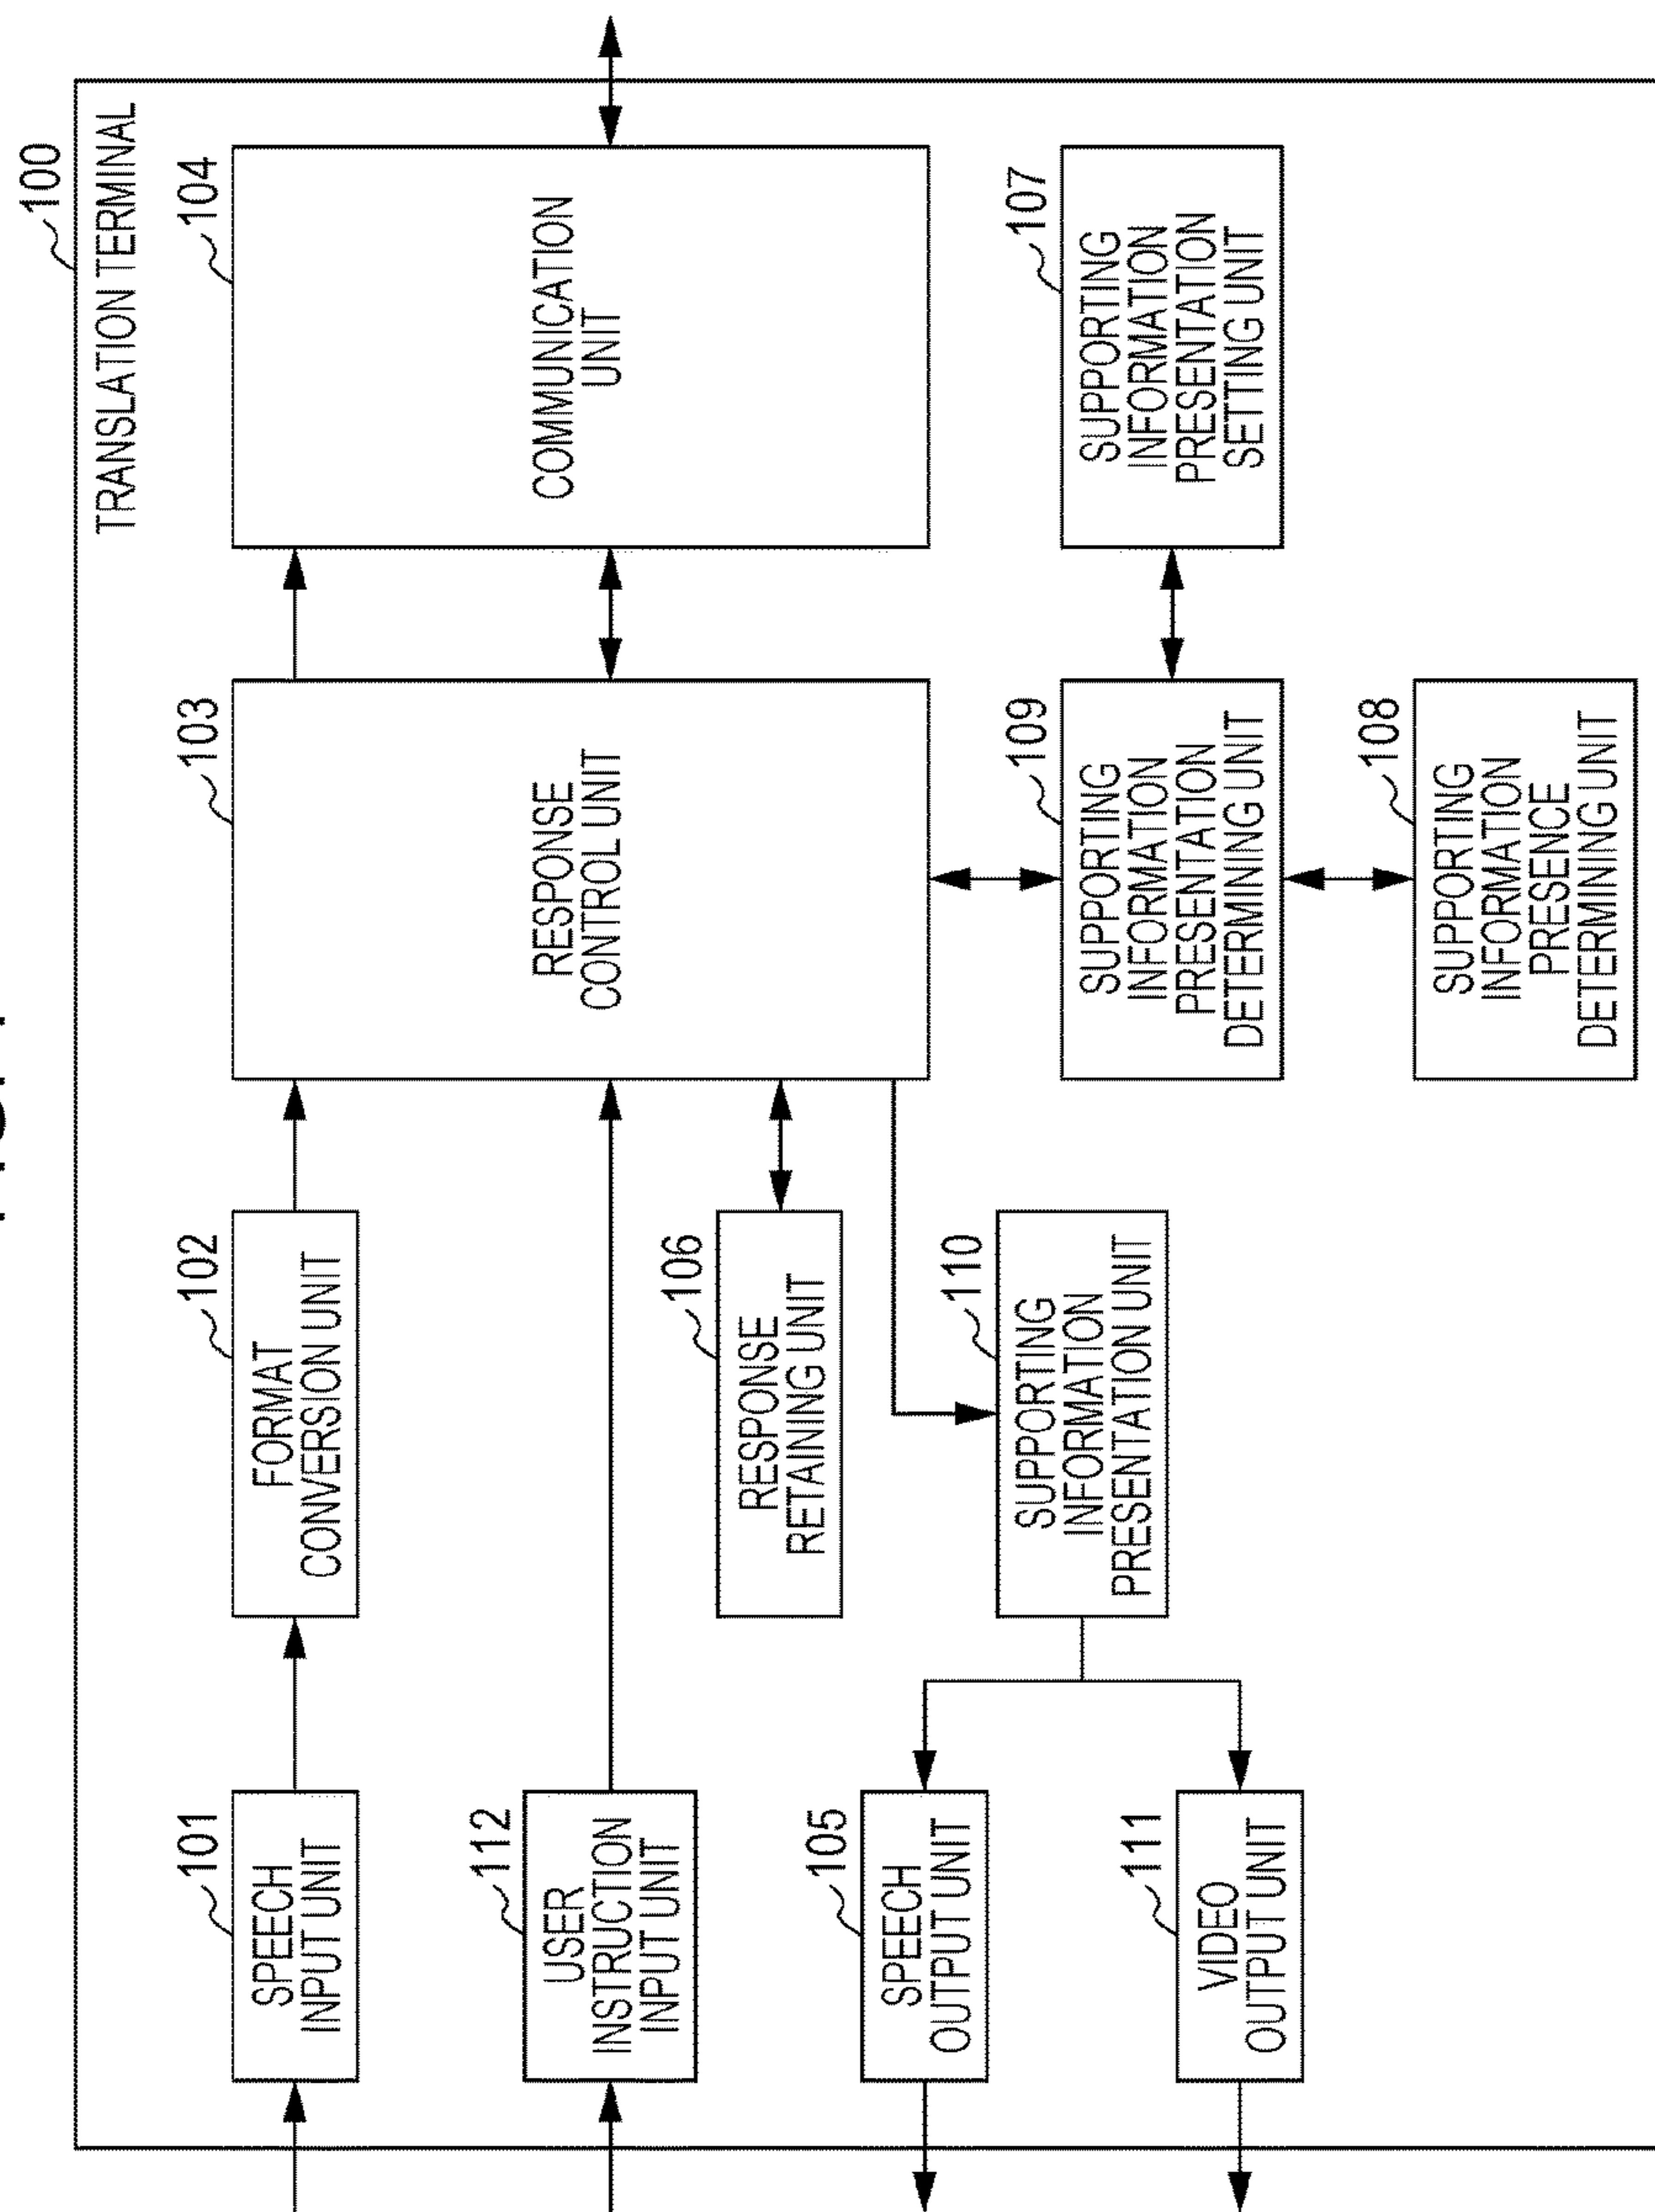 100
TRANSLATION TERMINAL
101
SPEECH
INPUT UNIT
102
FORMAT
CONVERSION UNIT
103
RESPONSE
CONTROL UNIT
104
COMMUNICATION
UNIT
112
USER
INSTRUCTION
INPUT UNIT
106
RESPONSE
RETAINING UNIT
105
SPEECH
OUTPUT UNIT
110
SUPPORTING
INFORMATION
PRESENTATION UNIT
109
SUPPORTING
INFORMATION
PRESENTATION
DETERMINING UNIT
107
SUPPORTING
INFORMATION
PRESENTATION
SETTING UNIT
111
VIDEO
OUTPUT UNIT
108
SUPPORTING
INFORMATION
PRESENCE
DETERMINING UNIT